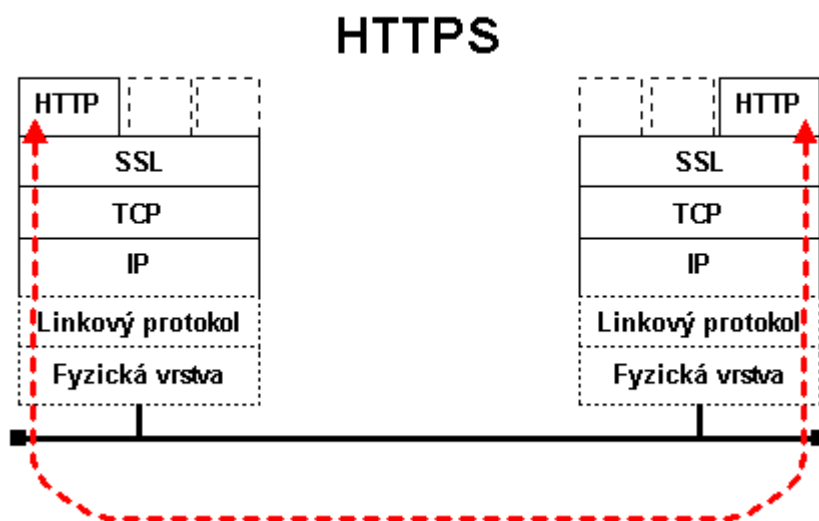 HTTPS
HTTP HTTP
SSL SSL
TCP TCP
IP IP
Linkový protokol Linkový protokol
Fyzická vrstva Fyzická vrstva